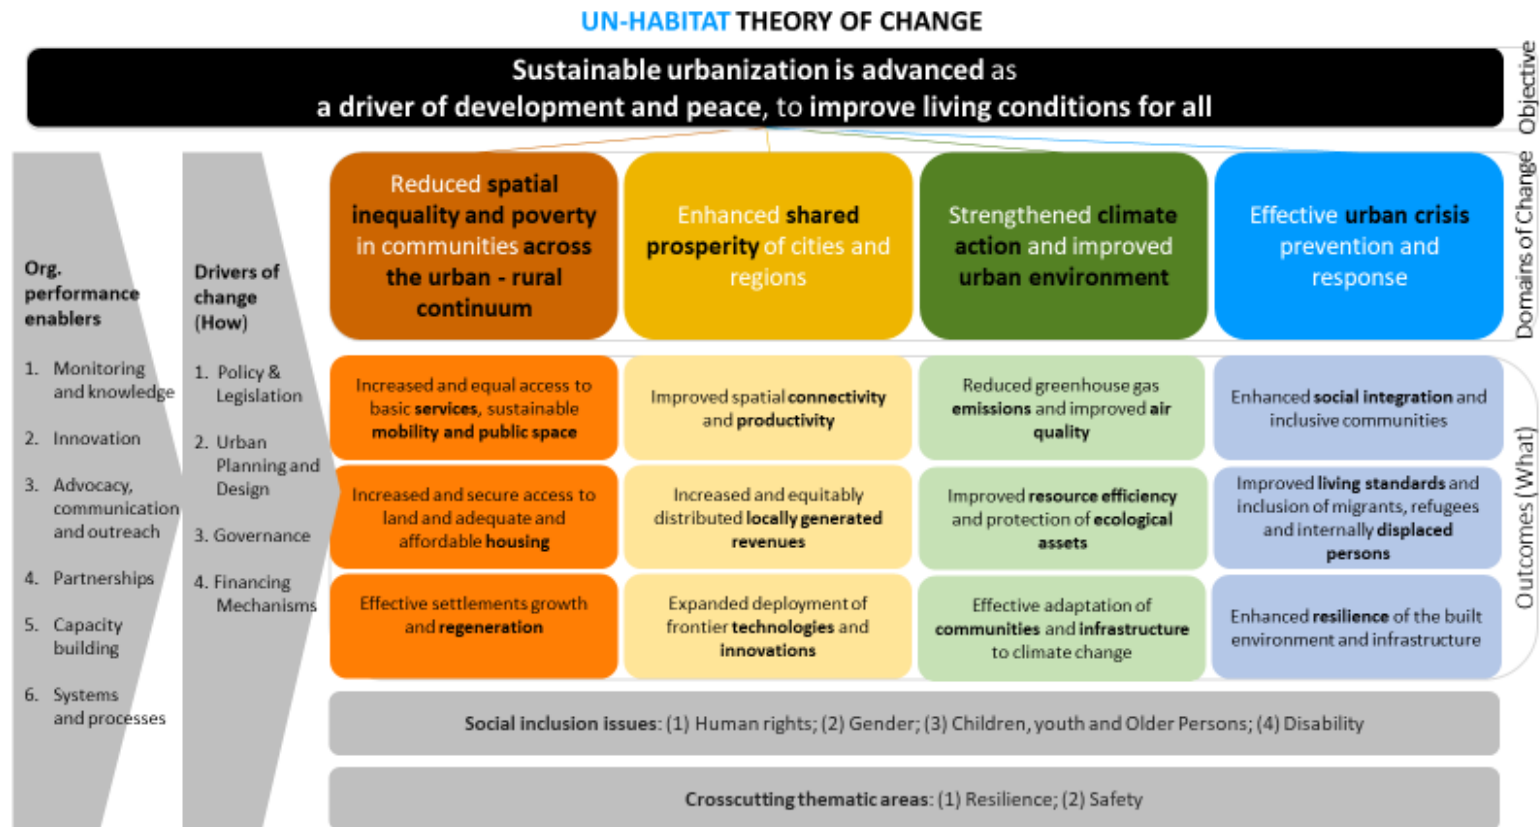 UN-HABITAT THEORY OF CHANGE
Sustainable urbanization is advanced as
a driver of development and peace, to improve living conditions for all
Objective
Org.
performance
enablers
1. Monitoring
and knowledge
2. Innovation
3. Advocacy,
communication
and outreach
4. Partnerships
5. Capacity
building
6. Systems
and processes
Drivers of
change
(How)
1. Policy &
Legislation
2. Urban
Planning and
Design
3. Governance
4. Financing
Mechanisms
Reduced spatial
inequality and poverty
in communities across
the urban - rural
continuum
Enhanced shared
prosperity of cities and
regions
Strengthened climate
action and improved
urban environment
Effective urban crisis
prevention and
response
Domains of Change
Increased and equal access to
basic services, sustainable
mobility and public space
Improved spatial connectivity
and productivity
Reduced greenhouse gas
emissions and improved air
quality
Enhanced social integration and
inclusive communities
Increased and secure access to
land and adequate and
affordable housing
Increased and equitably
distributed locally generated
revenues
Improved resource efficiency
and protection of ecological
assets
Improved living standards and
inclusion of migrants, refugees
and internally displaced
persons
Effective settlements growth
and regeneration
Expanded deployment of
frontier technologies and
innovations
Effective adaptation of
communities and infrastructure
to climate change
Enhanced resilience of the built
environment and infrastructure
Outcomes (What)
Social inclusion issues: (1) Human rights; (2) Gender; (3) Children, youth and Older Persons; (4) Disability
Crosscutting thematic areas: (1) Resilience; (2) Safety